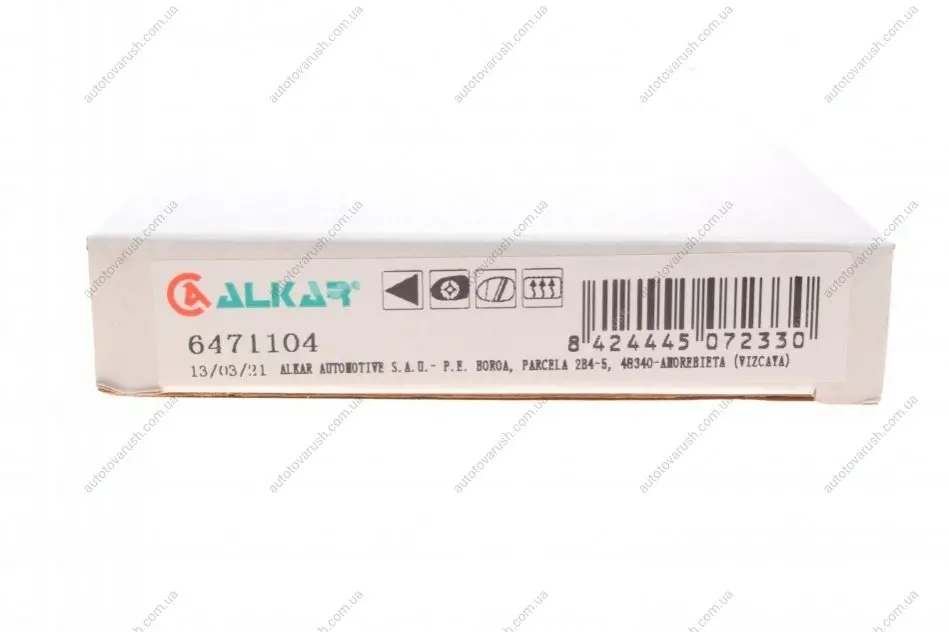 ALKAR®
6471104
8 424445 072330
13/03/21 ALKAR AUTOMOTIVE S.A.U.- P.E. BOROA, PARCELA 2B4-5, 48340-AMOREBIETA (VIZCAYA)
autotovarush.com.ua